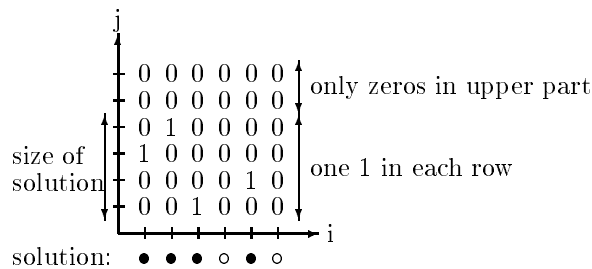 j
0 0 0 0 0 0
only zeros in upper part
0 0 0 0 0 0
0 1 0 0 0 0
size of
solution
1 0 0 0 0 0
one 1 in each row
0 0 0 0 1 0
0 0 1 0 0 0
i
solution: